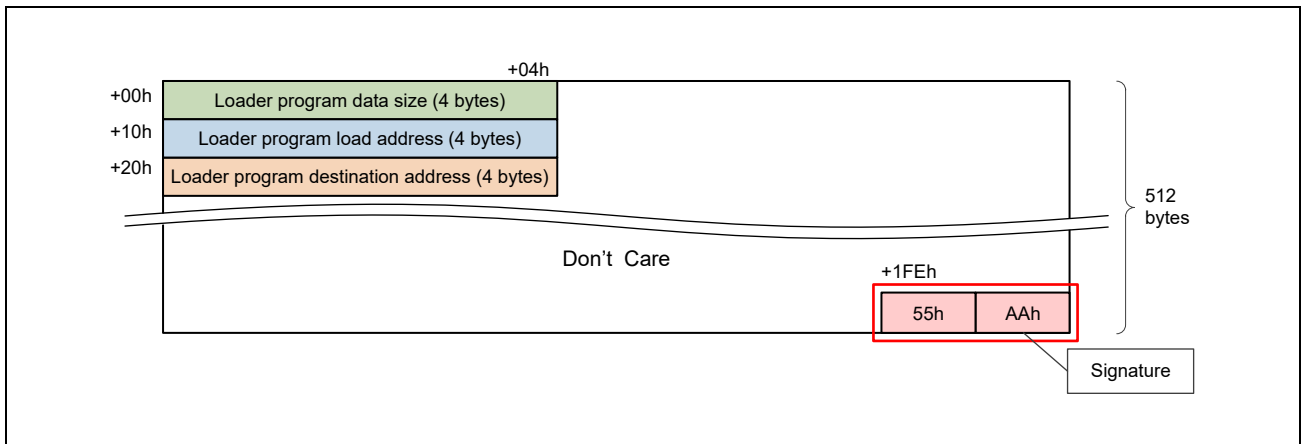 +04h
+00h
Loader program data size (4 bytes)
+10h
Loader program load address (4 bytes)
+20h
Loader program destination address (4 bytes)
512
bytes
Don't Care
+1FEh
55h
AAh
Signature